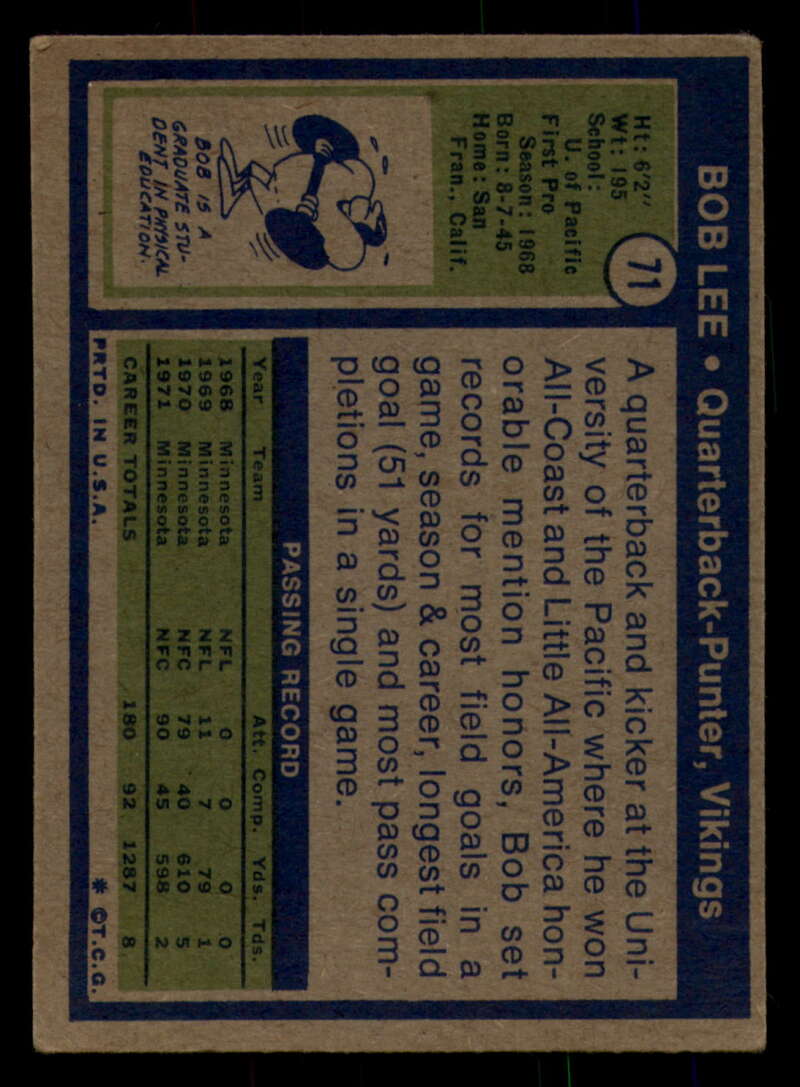 BOB LEE • Quarterback-Punter, Vikings
71
Ht: 6'2"
Wt: 195
School:
U. of Pacific
First Pro
Season: 1968
Born: 8-7-45
Home: San
Fran., Calif.
BOB IS A
GRADUATE STU-
DENT IN PHYSICAL
EDUCATION.
A quarterback and kicker at the Uni-
versity of the Pacific where he won
All-Coast and Little All-America hon-
orable mention honors, Bob set
records for most field goals in a
game, season & career, longest field
goal (51 yards) and most pass com-
pletions in a single game.
PASSING RECORD
Year Team Att. Comp. Yds. Tds.
1968 Minnesota NFL 0 0 0 0
1969 Minnesota NFL 11 7 79 1
1970 Minnesota NFC 79 40 610 5
1971 Minnesota NFC 90 45 598 2
CAREER TOTALS 180 92 1287 8
PRTD. IN U.S.A. * ©T.C.G.